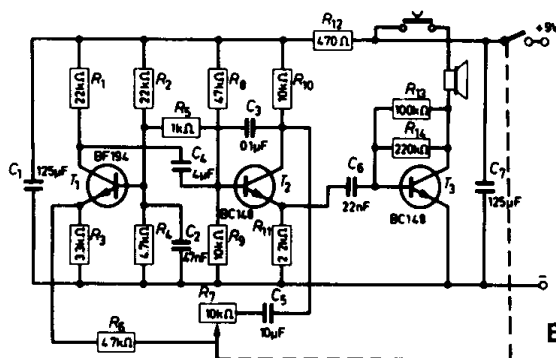 R12
470Ω
+9V
R1
22kΩ
R2
22kΩ
R8
47kΩ
R10
10kΩ
R5
1kΩ
C3
0.1µF
R13
100kΩ
R14
220kΩ
C1
125µF
BF194
T1
C4
4µF
T2
BC148
C6
22nF
T3
BC148
C7
125µF
R3
3.3kΩ
R4
4.7kΩ
C2
47nF
R9
10kΩ
R11
2.2kΩ
R7
10kΩ
C5
10µF
R6
4.7kΩ
−
E